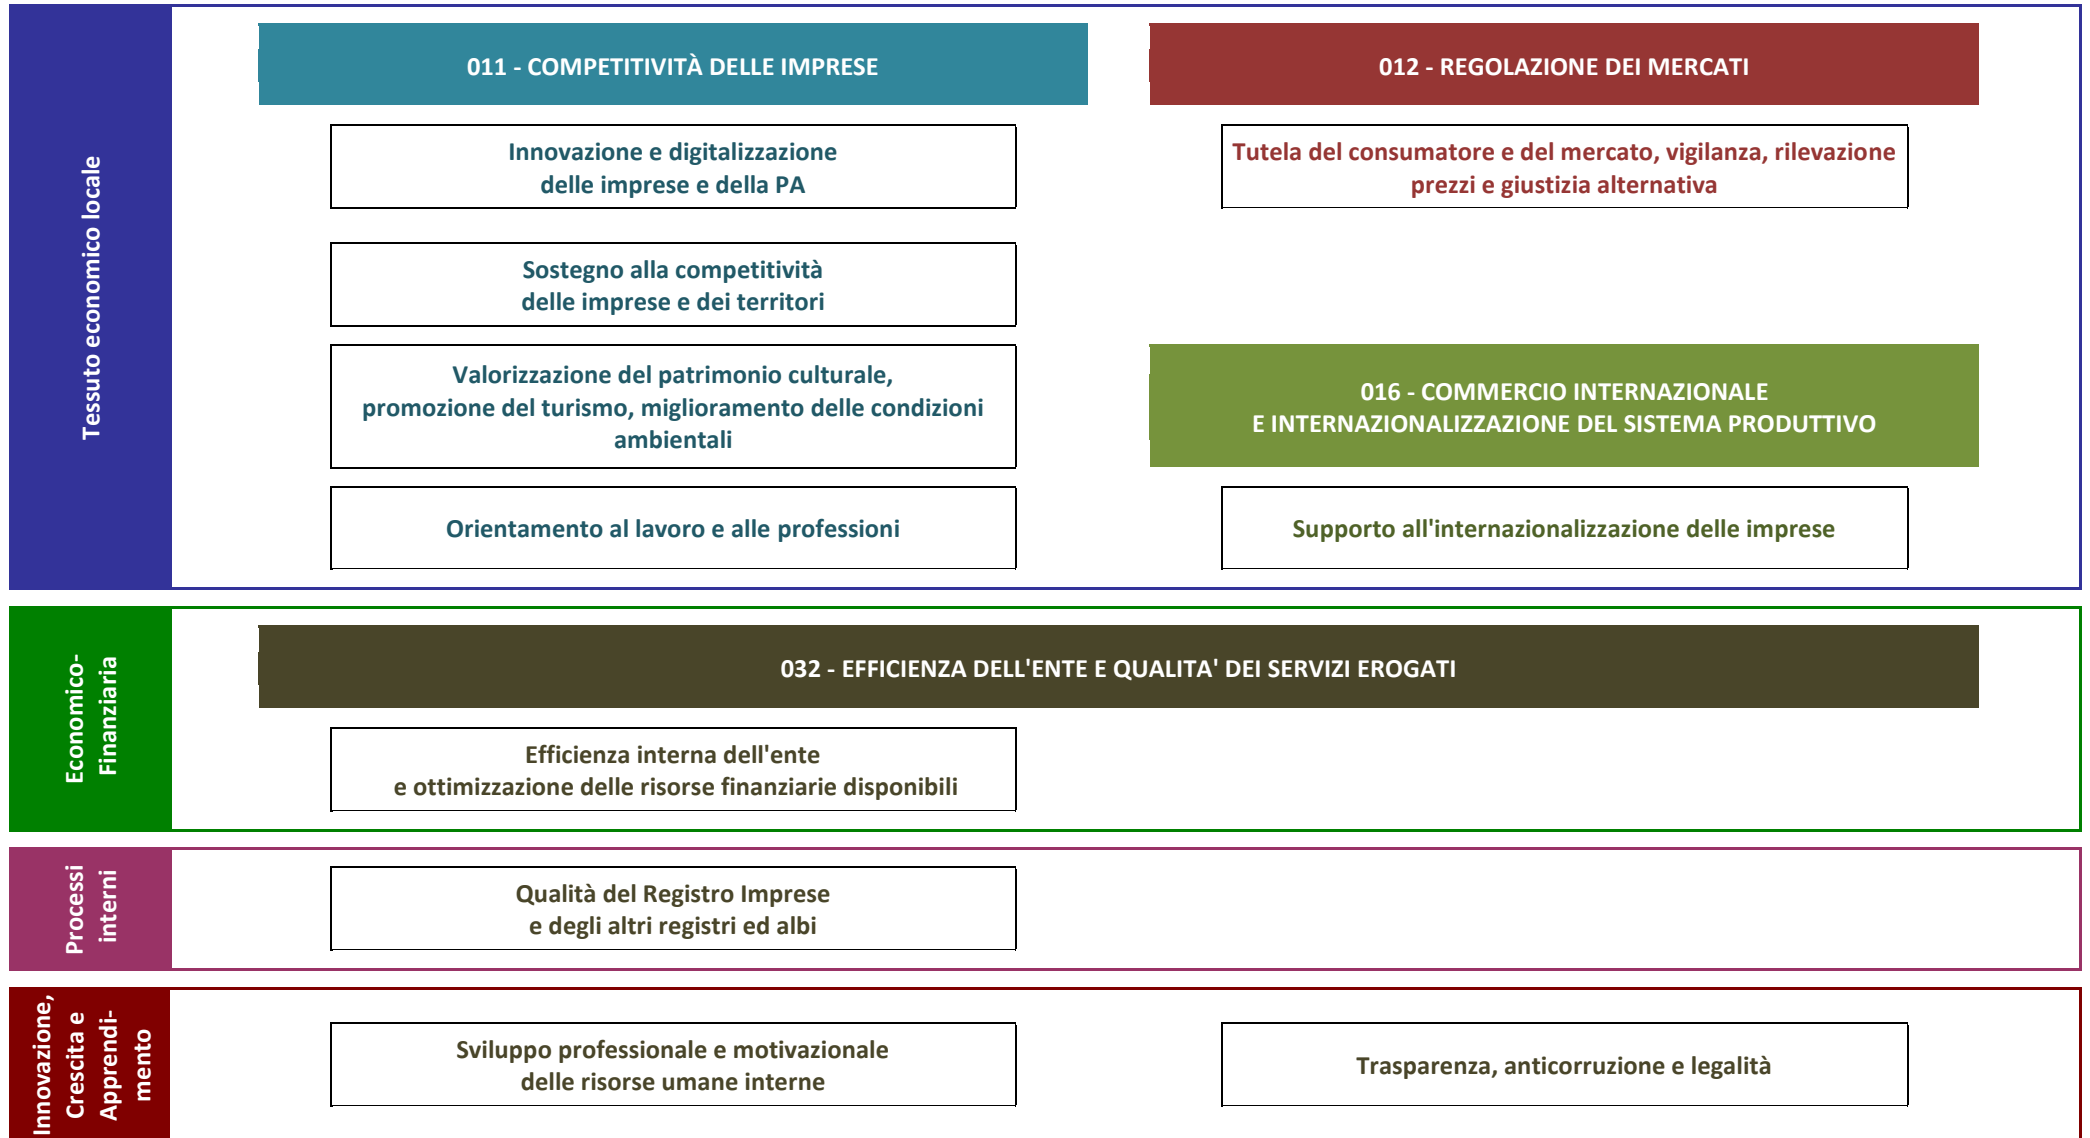 Tessuto economico locale
011 - COMPETITIVITÀ DELLE IMPRESE
Innovazione e digitalizzazione
delle imprese e della PA
Sostegno alla competitività
delle imprese e dei territori
Valorizzazione del patrimonio culturale,
promozione del turismo, miglioramento delle condizioni
ambientali
Orientamento al lavoro e alle professioni
012 - REGOLAZIONE DEI MERCATI
Tutela del consumatore e del mercato, vigilanza, rilevazione
prezzi e giustizia alternativa
016 - COMMERCIO INTERNAZIONALE
E INTERNAZIONALIZZAZIONE DEL SISTEMA PRODUTTIVO
Supporto all'internazionalizzazione delle imprese
Economico-
Finanziaria
032 - EFFICIENZA DELL'ENTE E QUALITA' DEI SERVIZI EROGATI
Efficienza interna dell'ente
e ottimizzazione delle risorse finanziarie disponibili
Processi
interni
Qualità del Registro Imprese
e degli altri registri ed albi
Innovazione,
Crescita e
Apprendi-
mento
Sviluppo professionale e motivazionale
delle risorse umane interne
Trasparenza, anticorruzione e legalità